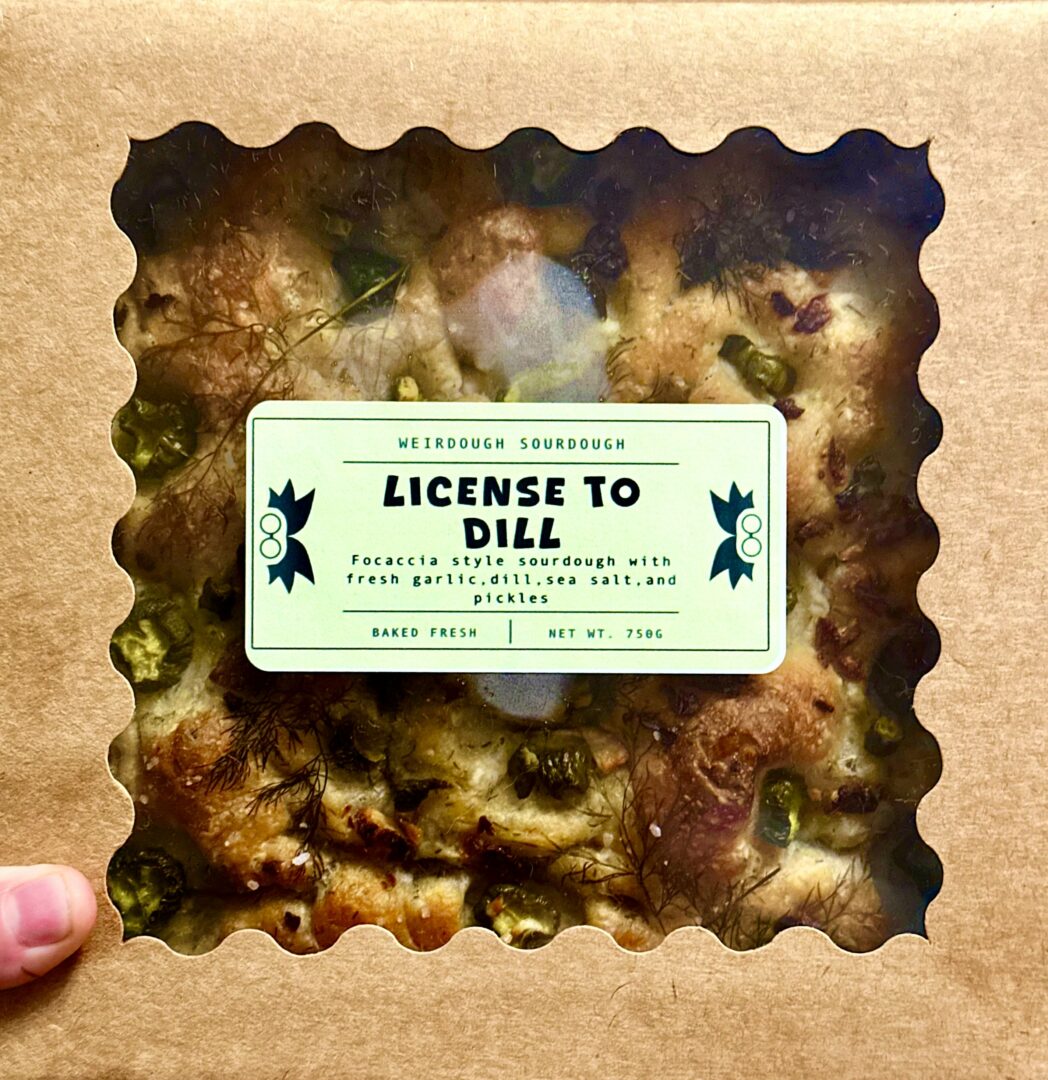 WEIRDOUGH SOURDOUGH
LICENSE TO
DILL
Focaccia style sourdough with
fresh garlic,dill,sea salt,and
pickles
BAKED FRESH | NET WT. 750G